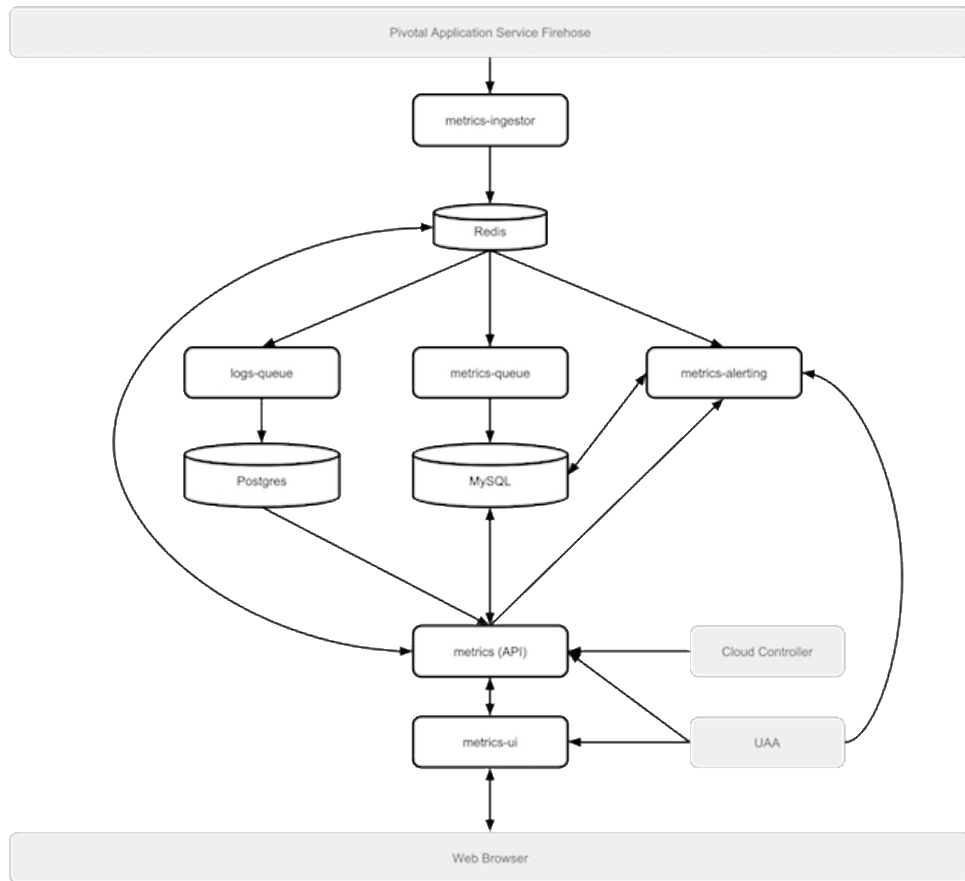 Pivotal Application Service Firehose
metrics-ingestor
Redis
logs-queue
metrics-queue
metrics-alerting
Postgres
MySQL
metrics (API)
Cloud Controller
metrics-ui
UAA
Web Browser